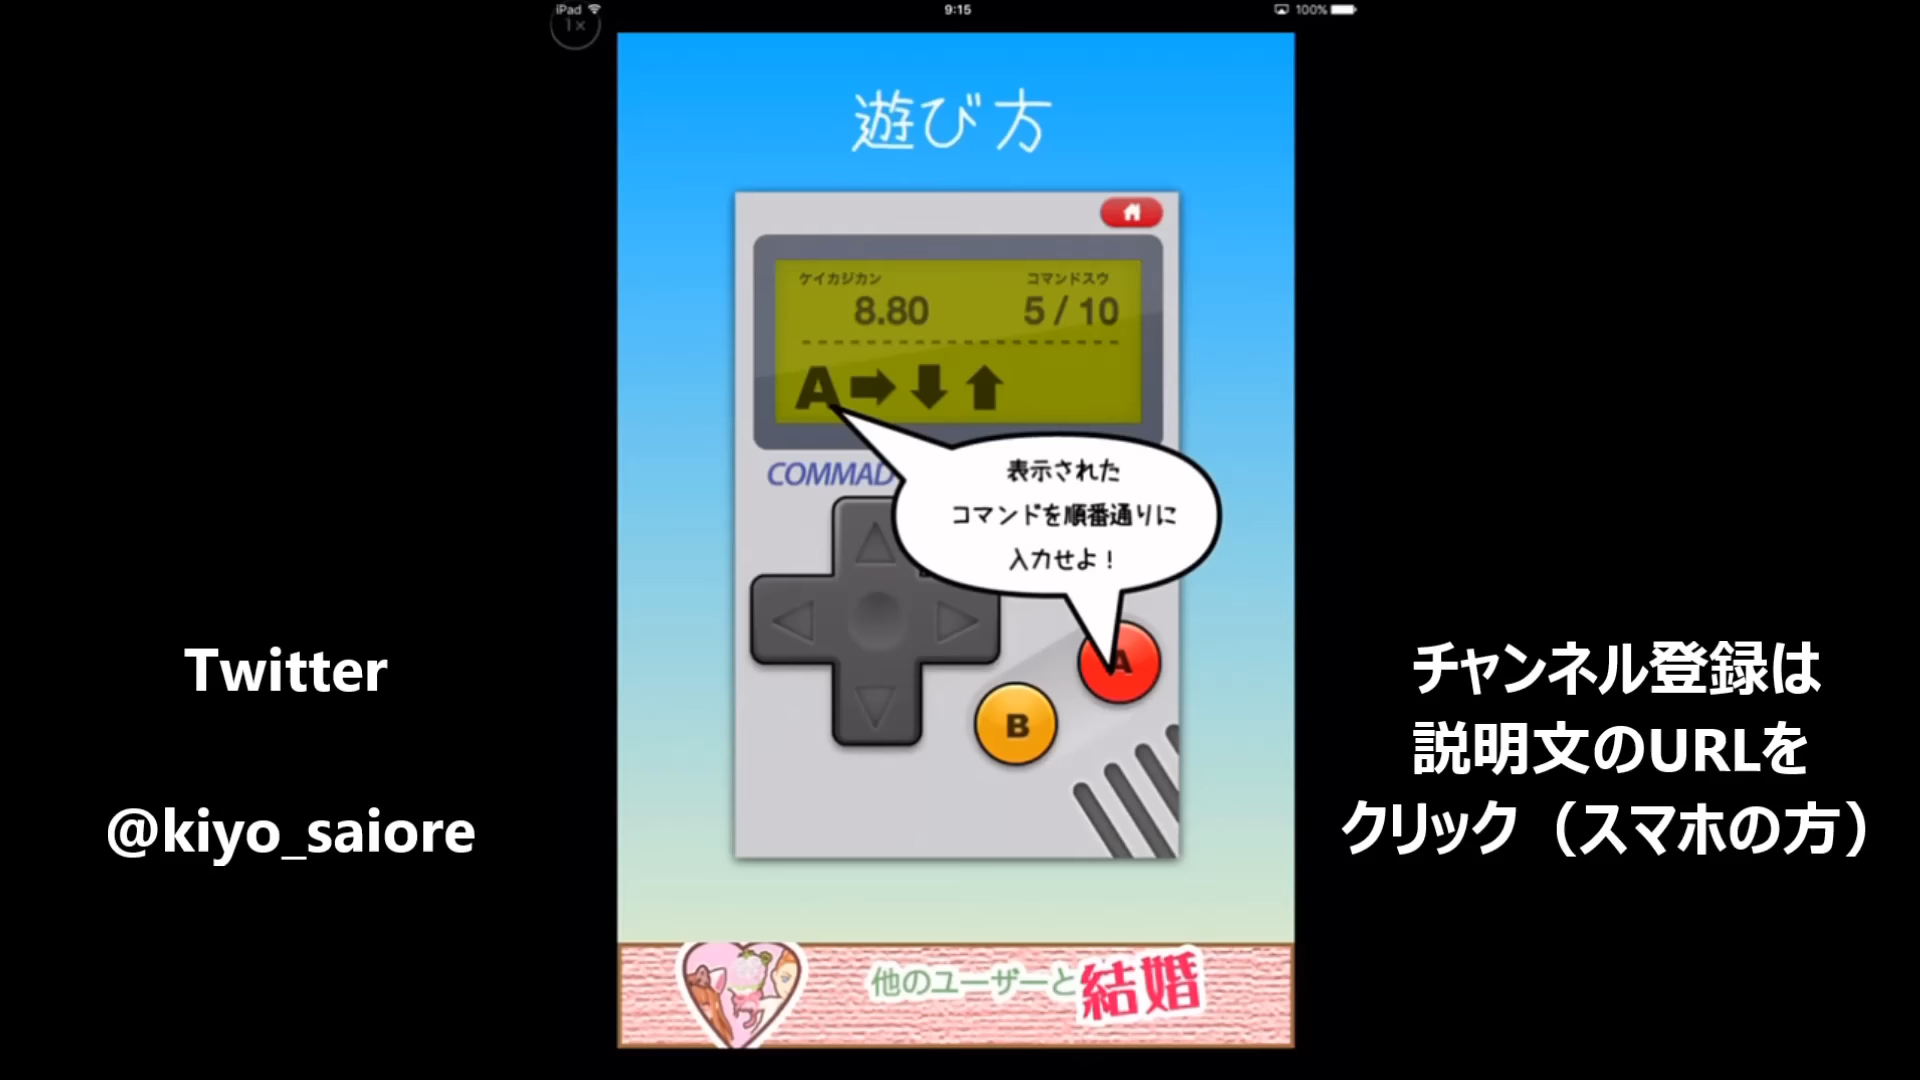 iPad
9:15
100%
1×
遊び方
ケイカジカン
コマンドスウ
8.80
5 / 10
A
COMMAD
表示された
コマンドを順番通りに
入力せよ！
A
B
Twitter
@kiyo_saiore
チャンネル登録は
説明文のURLを
クリック（スマホの方）
他のユーザーと結婚